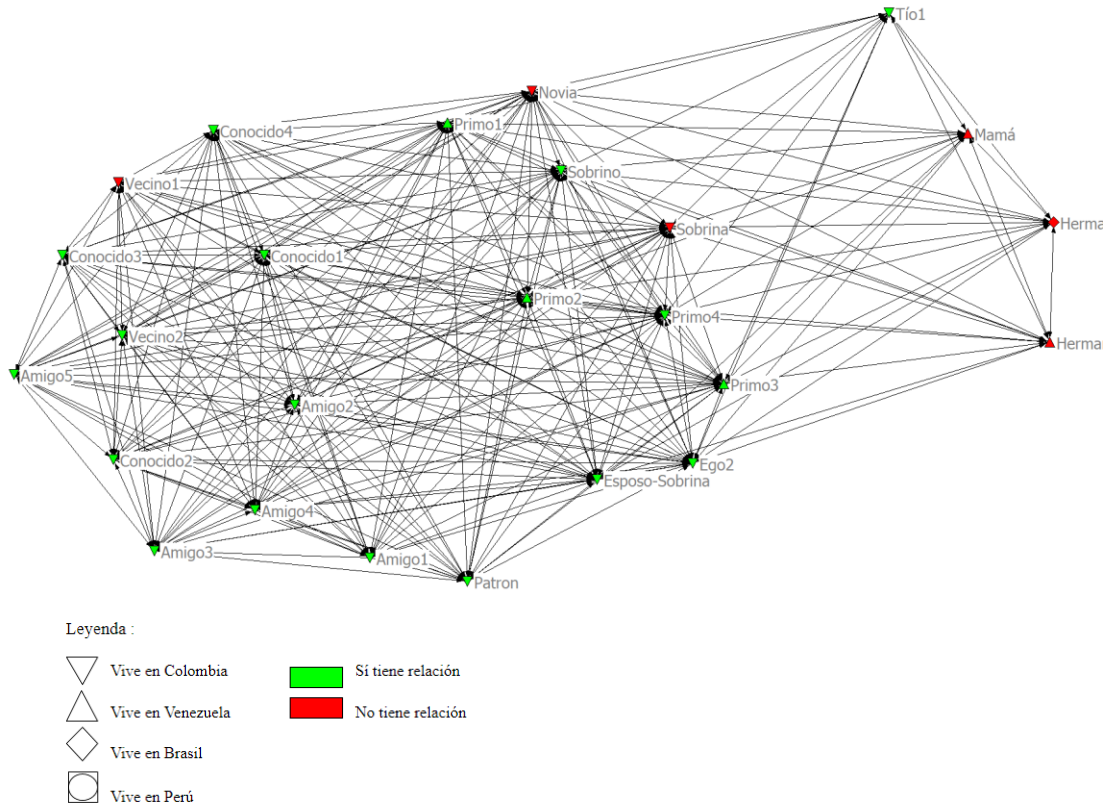 Tío1
Novia
Primo1
Conocido4
Mamá
Sobrino
Vecino1
Herma
Sobrina
Conocido3
Conocido1
Primo2
Primo4
Vecino2
Herman
Amigo5
Primo3
Amigo2
Conocido2
Ego2
Esposo-Sobrina
Amigo4
Amigo3
Amigo1
Patron
Leyenda :
Vive en Colombia
Sí tiene relación
Vive en Venezuela
No tiene relación
Vive en Brasil
Vive en Perú